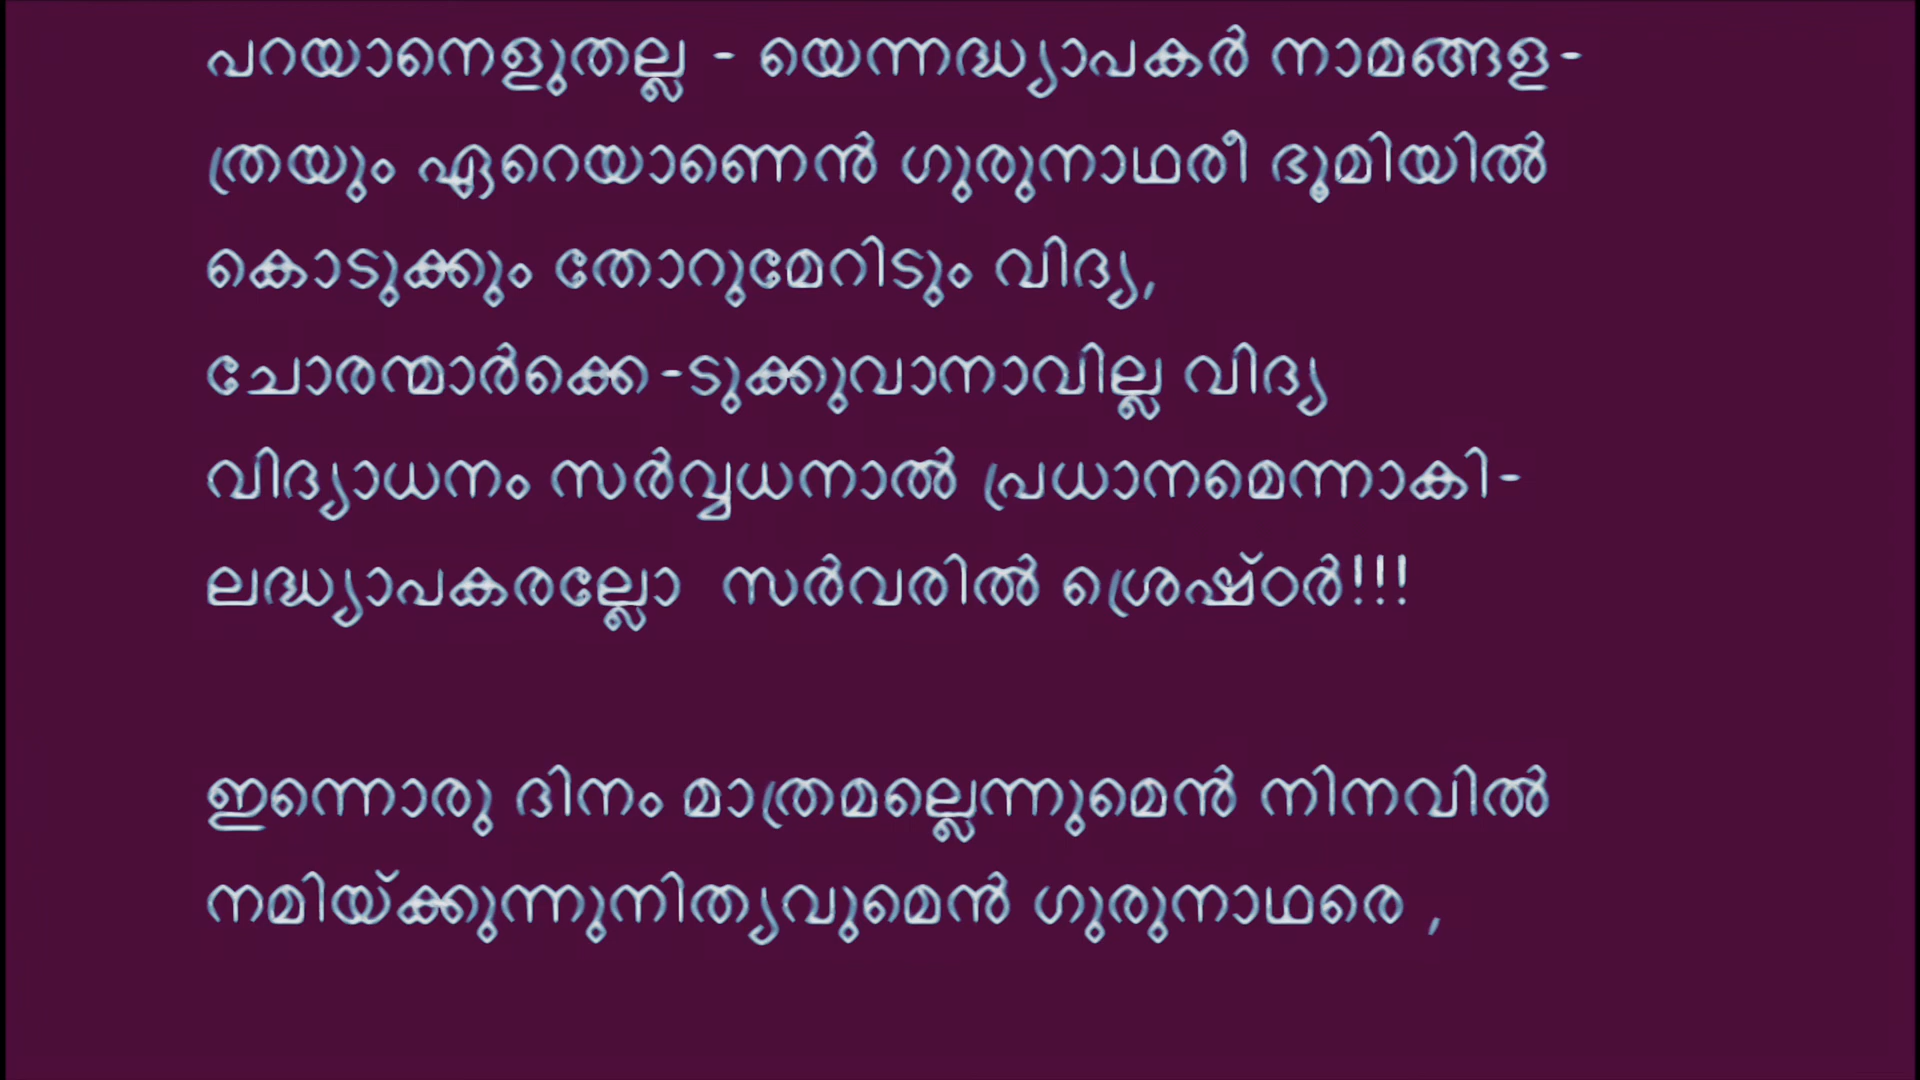 പറയാനെളുതല്ല - യെന്നദ്ധ്യാപകർ നാമങ്ങള-
ത്രയും ഏറെയാണെൻ ഗുരുനാഥരീ ഭൂമിയിൽ
കൊടുക്കും തോറുമേറിടും വിദ്യ,
ചോരന്മാർക്കെ-ടുക്കുവാനാവില്ല വിദ്യ
വിദ്യാധനം സർവ്വധനാൽ പ്രധാനമെന്നാകി-
ലദ്ധ്യാപകരല്ലോ സർവരിൽ ശ്രെഷ്ഠർ!!!
ഇന്നൊരു ദിനം മാത്രമല്ലെന്നുമെൻ നിനവിൽ
നമിയ്ക്കുന്നുനിത്യവുമെൻ ഗുരുനാഥരെ ,